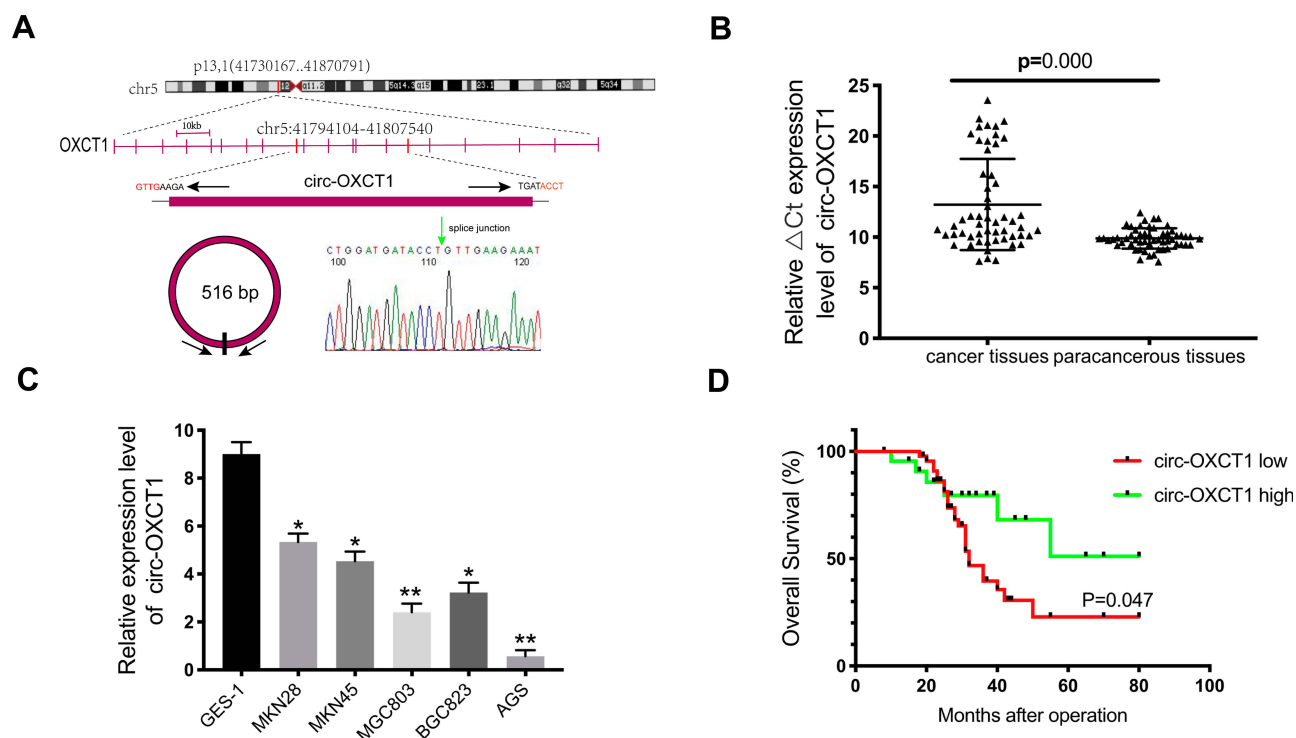 A
p13,1(41730167..41870791)
chr5
12 q11.2 5q14.3 q15 23.1 q32 5q34
10kb
chr5:41794104-41807540
OXCT1
GTTGAAGA
circ-OXCT1
TGATACCT
splice junction
CTGGATGATACCTGTTGAAGAAAT
100 110 120
516 bp
B
p=0.000
Relative △Ct expression
level of circ-OXCT1
25
20
15
10
5
0
cancer tissues paracancerous tissues
C
Relative expression level
of circ-OXCT1
10
8
6
4
2
0
*
*
**
*
**
GES-1
MKN28
MKN45
MGC803
BGC823
AGS
D
Overall Survival (%)
100
50
0
circ-OXCT1 low
circ-OXCT1 high
P=0.047
0 20 40 60 80 100
Months after operation